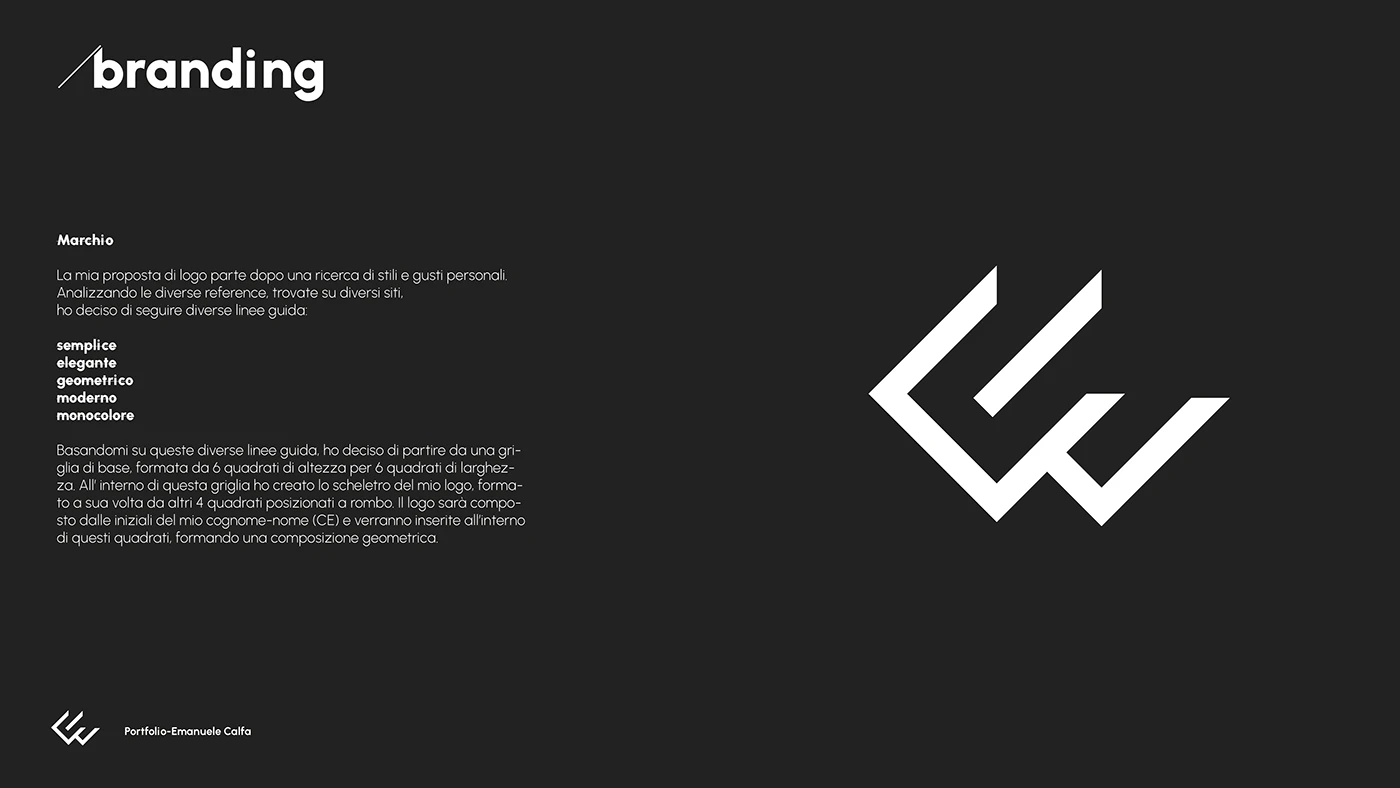 branding
Marchio
La mia proposta di logo parte dopo una ricerca di stili e gusti personali.
Analizzando le diverse reference, trovate su diversi siti,
ho deciso di seguire diverse linee guida:
semplice
elegante
geometrico
moderno
monocolore
Basandomi su queste diverse linee guida, ho deciso di partire da una gri-
glia di base, formata da 6 quadrati di altezza per 6 quadrati di larghez-
za. All' interno di questa griglia ho creato lo scheletro del mio logo, forma-
to a sua volta da altri 4 quadrati posizionati a rombo. Il logo sarà compo-
sto dalle iniziali del mio cognome-nome (CE) e verranno inserite all'interno
di questi quadrati, formando una composizione geometrica.
Portfolio-Emanuele Calfa